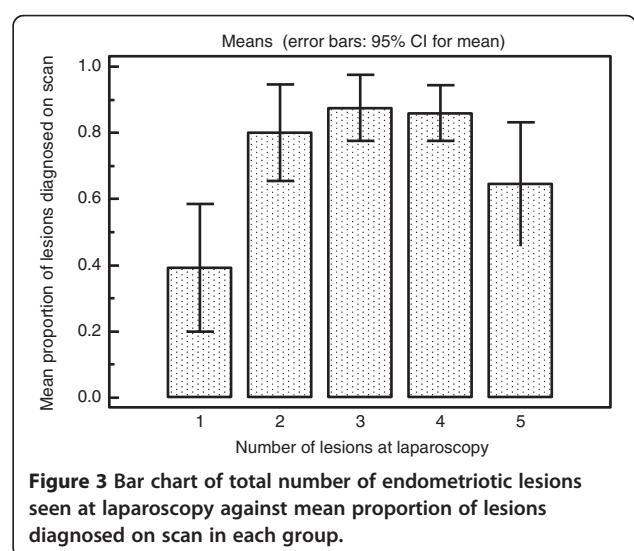 Means (error bars: 95% CI for mean)
Mean proportion of lesions diagnosed on scan
1.0
0.8
0.6
0.4
0.2
0.0
1 2 3 4 5
Number of lesions at laparoscopy
Figure 3 Bar chart of total number of endometriotic lesions
seen at laparoscopy against mean proportion of lesions
diagnosed on scan in each group.